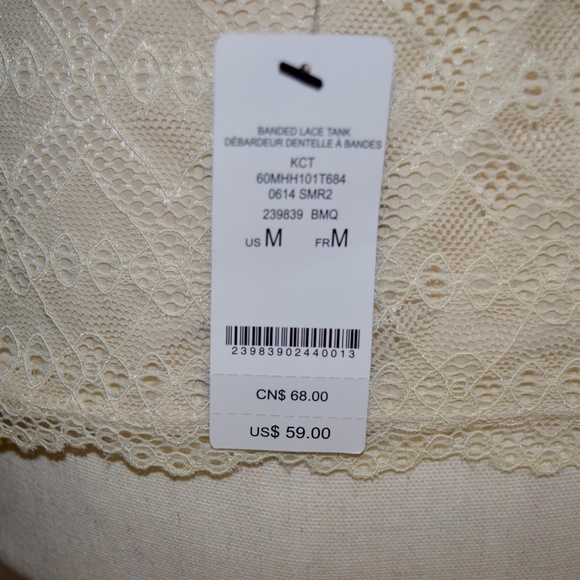 BANDED LACE TANK
DÉBARDEUR DENTELLE À BANDES
KCT
60MHH101T684
0614 SMR2
239839 BMQ
US M FR M
23983902440013
CN$ 68.00
US$ 59.00